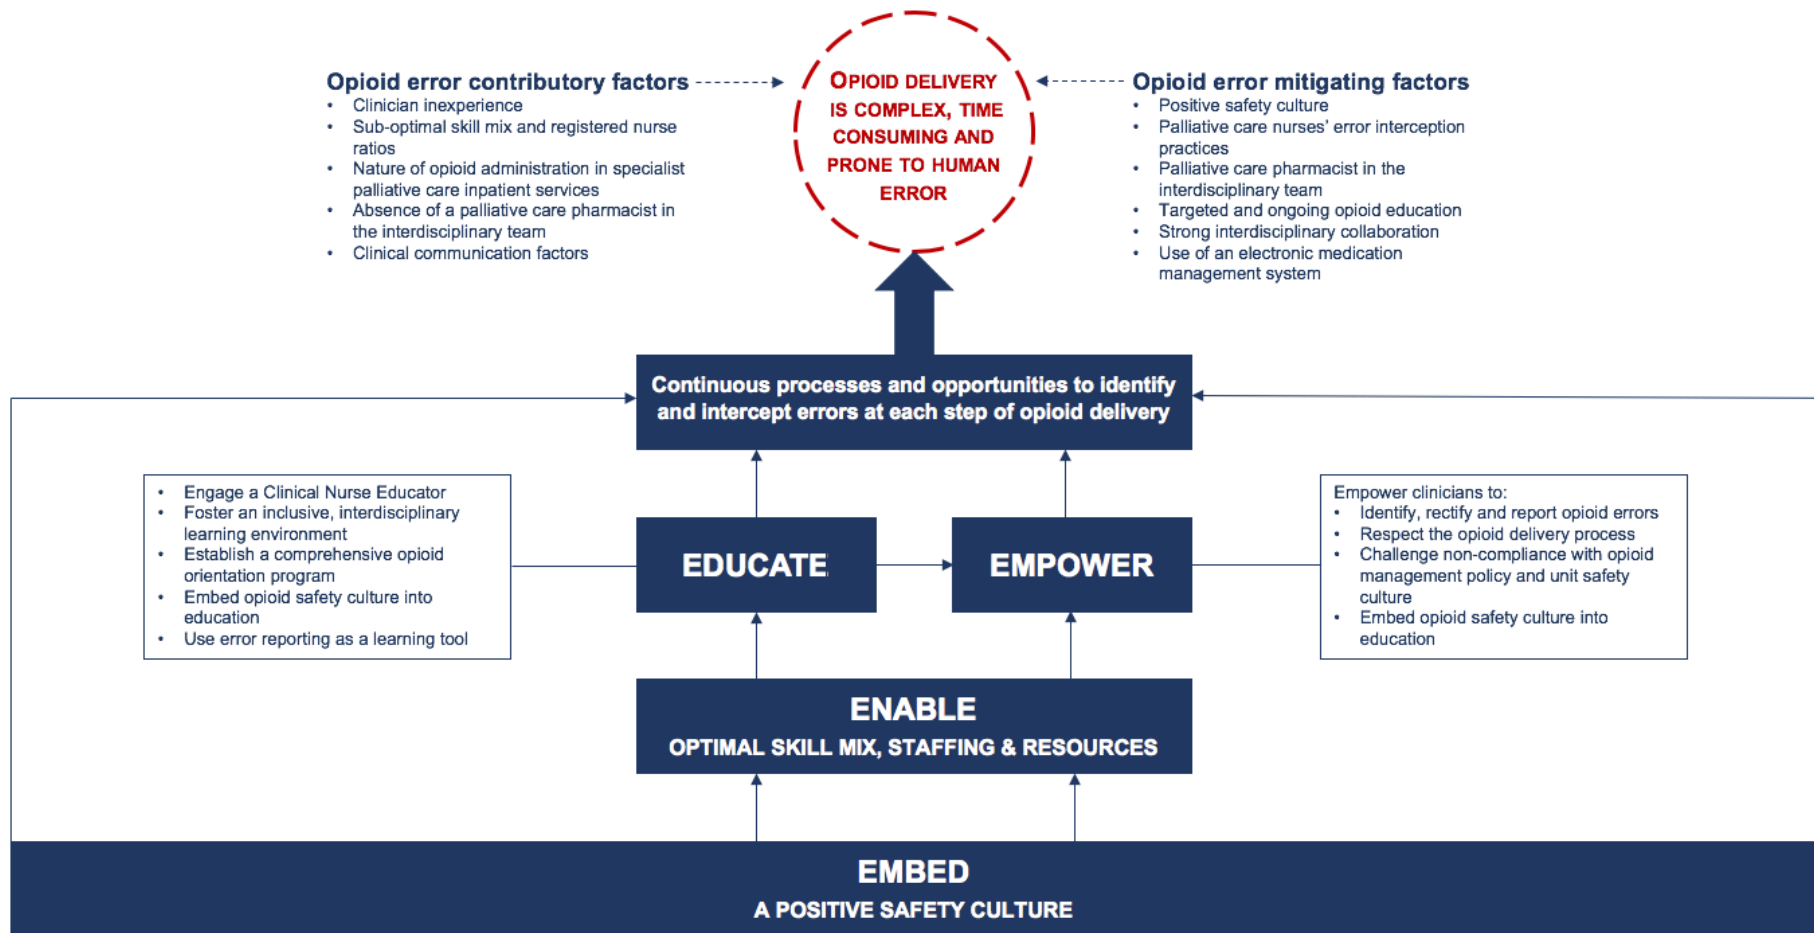 Opioid error contributory factors
• Clinician inexperience
• Sub-optimal skill mix and registered nurse
ratios
• Nature of opioid administration in specialist
palliative care inpatient services
• Absence of a palliative care pharmacist in
the interdisciplinary team
• Clinical communication factors
OPIOID DELIVERY
IS COMPLEX, TIME
CONSUMING AND
PRONE TO HUMAN
ERROR
Opioid error mitigating factors
• Positive safety culture
• Palliative care nurses' error interception
practices
• Palliative care pharmacist in the
interdisciplinary team
• Targeted and ongoing opioid education
• Strong interdisciplinary collaboration
• Use of an electronic medication
management system
Continuous processes and opportunities to identify
and intercept errors at each step of opioid delivery
• Engage a Clinical Nurse Educator
• Foster an inclusive, interdisciplinary
learning environment
• Establish a comprehensive opioid
orientation program
• Embed opioid safety culture into
education
• Use error reporting as a learning tool
EDUCATE
EMPOWER
Empower clinicians to:
• Identify, rectify and report opioid errors
• Respect the opioid delivery process
• Challenge non-compliance with opioid
management policy and unit safety
culture
• Embed opioid safety culture into
education
ENABLE
OPTIMAL SKILL MIX, STAFFING & RESOURCES
EMBED
A POSITIVE SAFETY CULTURE